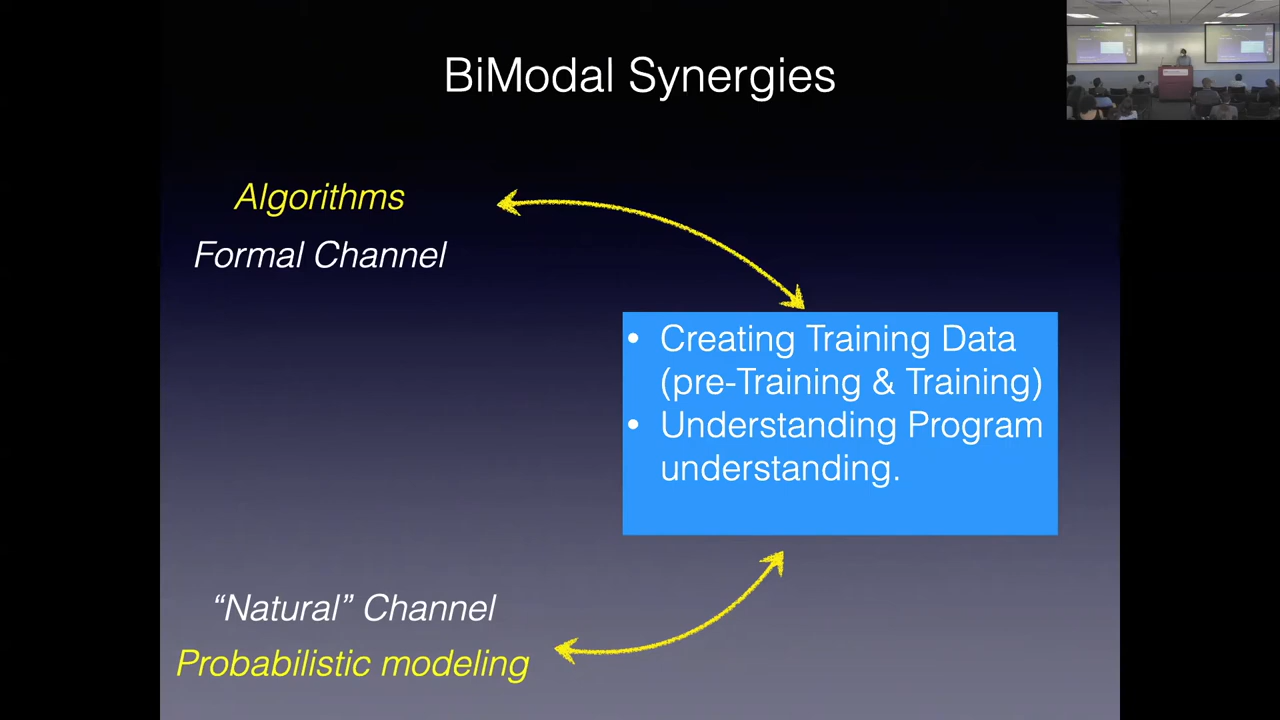 BiModal Synergies
Algorithms
Formal Channel
• Creating Training Data
(pre-Training & Training)
• Understanding Program
understanding.
“Natural” Channel
Probabilistic modeling